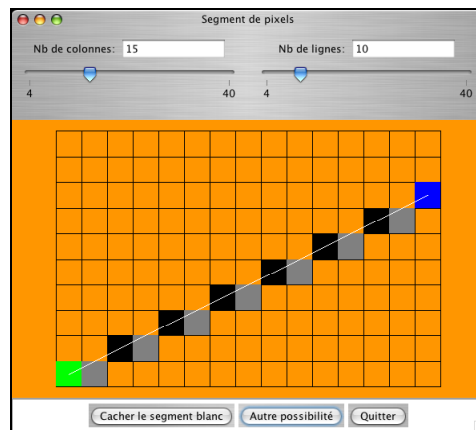 Segment de pixels
Nb de colonnes: 15 Nb de lignes: 10
4 40 4 40
Cacher le segment blanc Autre possibilité Quitter